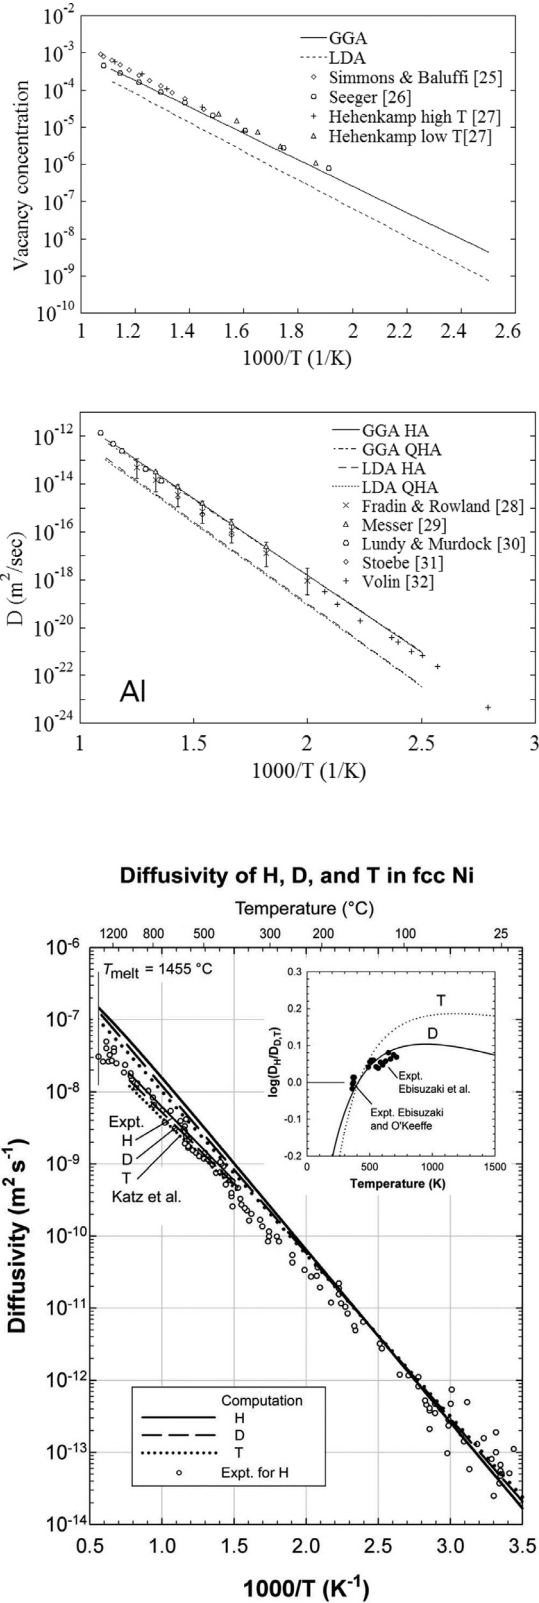 10-2
10-3
10-4
10-5
10-6
10-7
10-8
10-9
10-10
Vacancy concentration
GGA
LDA
Simmons & Baluffi [25]
Seeger [26]
Hehenkamp high T [27]
Hehenkamp low T[27]
1 1.2 1.4 1.6 1.8 2 2.2 2.4 2.6
1000/T (1/K)
10-12
10-14
10-16
10-18
10-20
10-22
10-24
D (m2/sec)
GGA HA
GGA QHA
LDA HA
LDA QHA
Fradin & Rowland [28]
Messer [29]
Lundy & Murdock [30]
Stoebe [31]
Volin [32]
Al
1 1.5 2 2.5 3
1000/T (1/K)
Diffusivity of H, D, and T in fcc Ni
Temperature (°C)
1200 800 600 400 300 200 100 25
10-6
10-7
10-8
10-9
10-10
10-11
10-12
10-13
10-14
Diffusivity (m2 s-1)
Tmelt = 1455 °C
Expt.
H
D
T
Katz et al.
0.3
0.2
0.1
0.0
-0.1
-0.2
log(DH/DD,T)
T
D
Expt.
Ebisuzaki et al.
Expt. Ebisuzaki
and O'Keeffe
0 500 1000 1500
Temperature (K)
Computation
H
D
T
Expt. for H
0.5 1.0 1.5 2.0 2.5 3.0 3.5
1000/T (K-1)